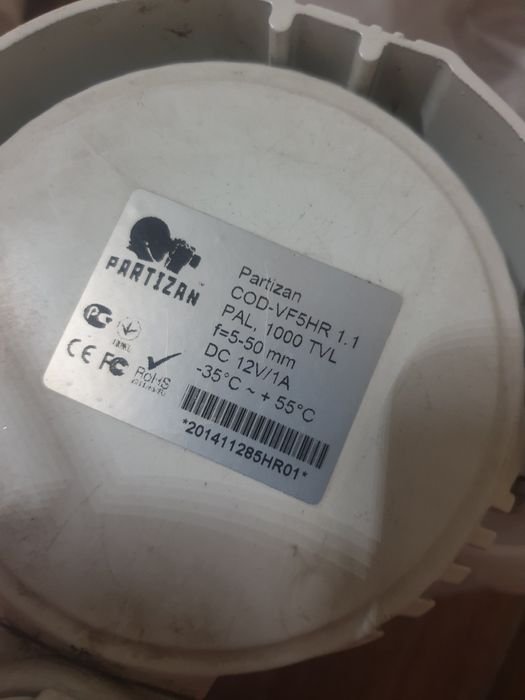 PARTIZAN
Partizan
COD-VF5HR 1.1
PAL, 1000 TVL
f=5-50 mm
DC 12V/1A
-35°C ~ + 55°C
CE FC RoHS
*201411285HR01*